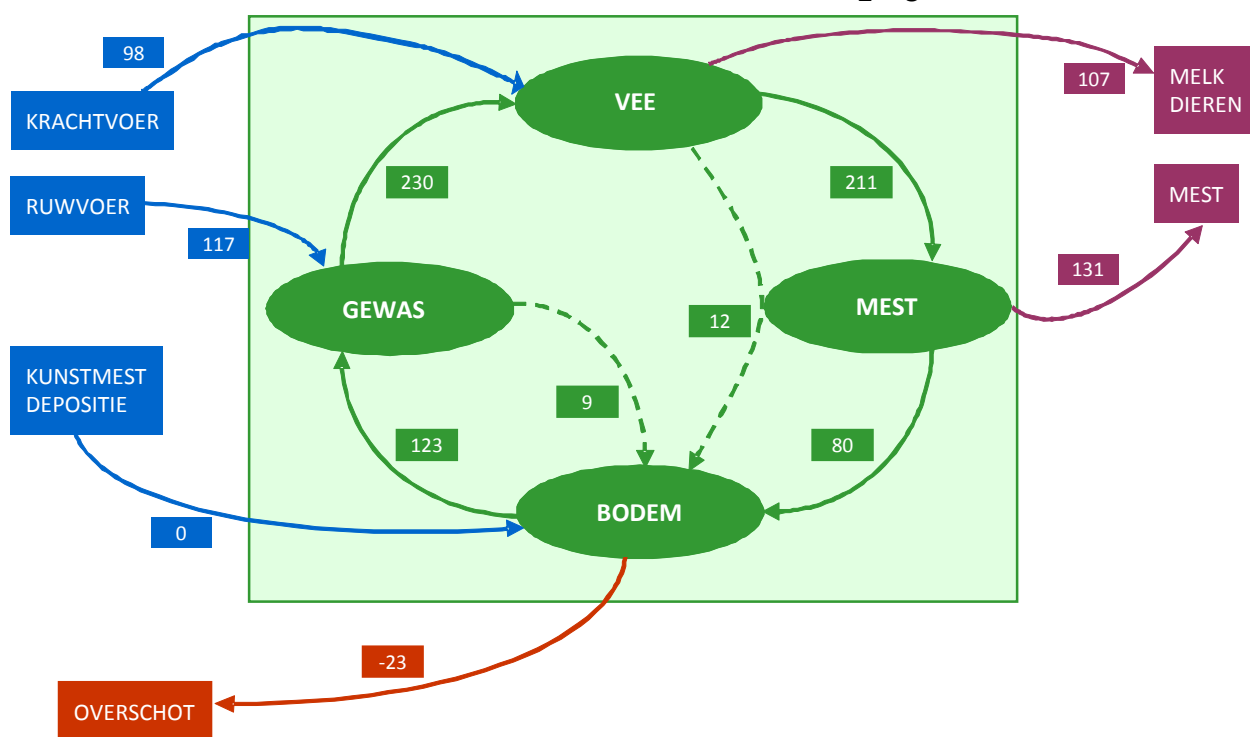 98
VEE
107
MELK
DIEREN
KRACHTVOER
230
211
RUWVOER
MEST
117
131
GEWAS
MEST
12
KUNSTMEST
DEPOSITIE
9
123
80
BODEM
0
-23
OVERSCHOT